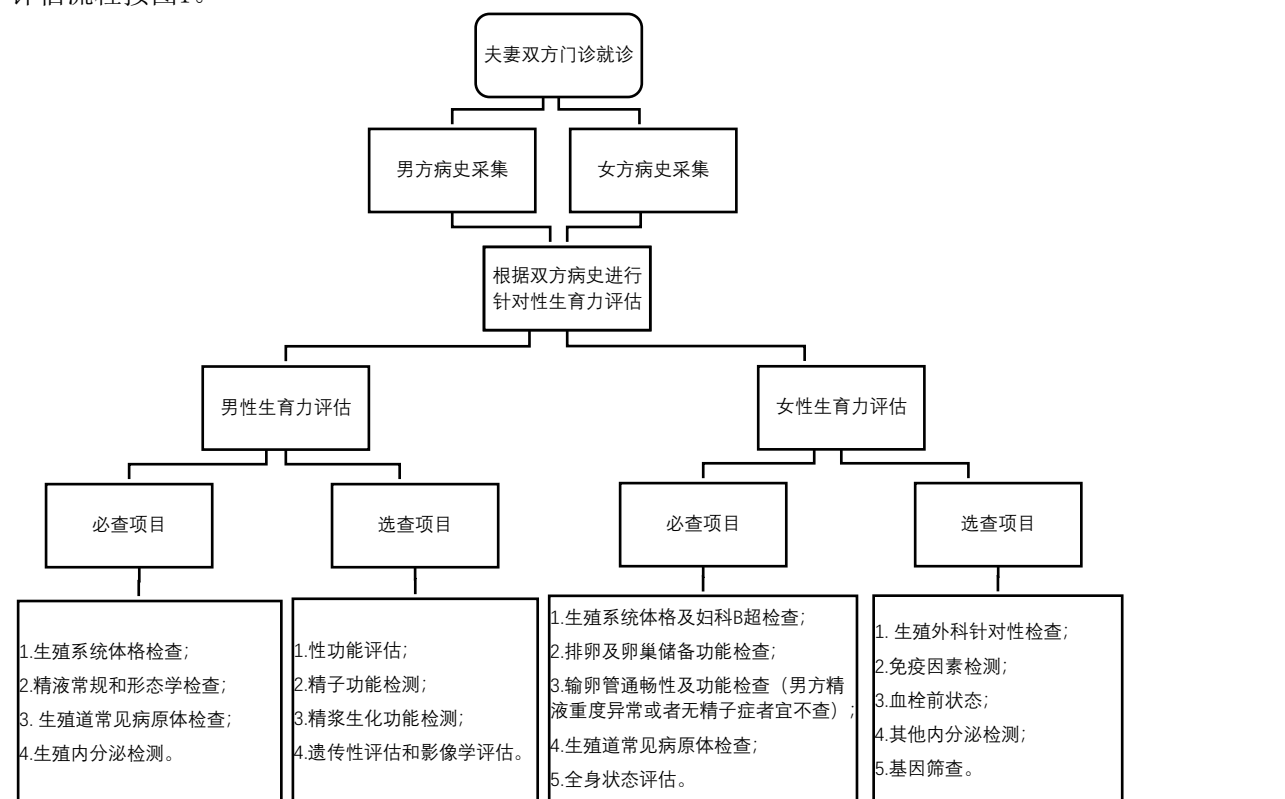 评估流程按图1。
夫妻双方门诊就诊
男方病史采集
女方病史采集
根据双方病史进行
针对性生育力评估
男性生育力评估
女性生育力评估
必查项目
选查项目
必查项目
选查项目
1.生殖系统体格检查;
2.精液常规和形态学检查;
3. 生殖道常见病原体检查;
4.生殖内分泌检测。
1.性功能评估;
2.精子功能检测;
3.精浆生化功能检测;
4.遗传性评估和影像学评估。
1.生殖系统体格及妇科B超检查;
2.排卵及卵巢储备功能检查;
3.输卵管通畅性及功能检查（男方精
液重度异常或者无精子症者宜不查）;
4.生殖道常见病原体检查;
5.全身状态评估。
1. 生殖外科针对性检查;
2.免疫因素检测;
3.血栓前状态;
4.其他内分泌检测;
5.基因筛查。